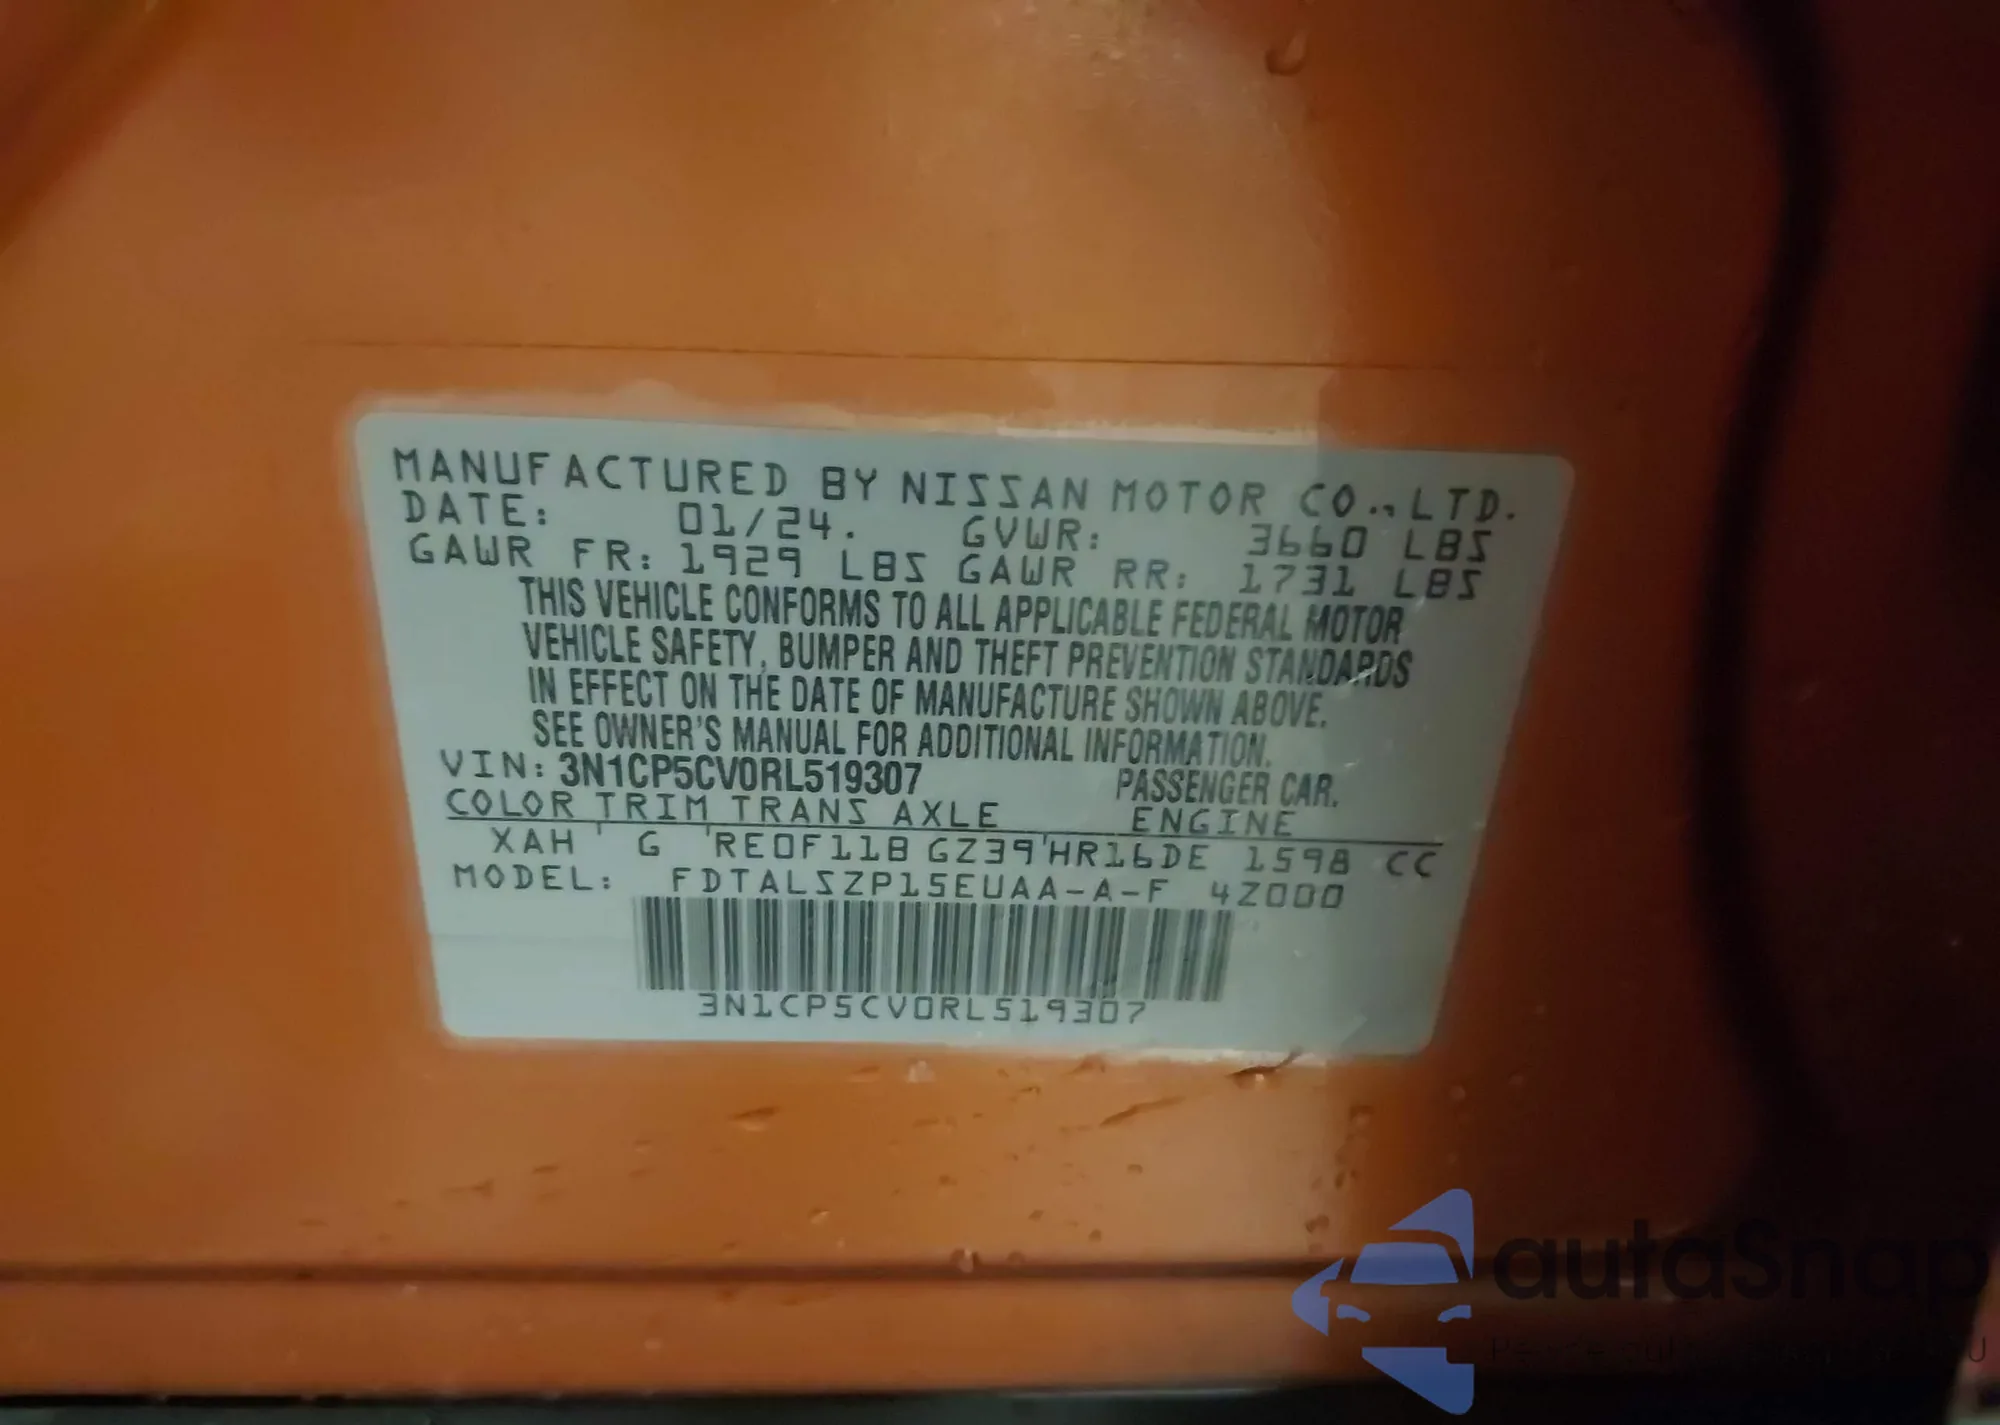 MANUFACTURED BY NISSAN MOTOR CO.,LTD.
DATE: 01/24. GVWR: 3660 LBS
GAWR FR: 1929 LBS GAWR RR: 1731 LBS
THIS VEHICLE CONFORMS TO ALL APPLICABLE FEDERAL MOTOR
VEHICLE SAFETY, BUMPER AND THEFT PREVENTION STANDARDS
IN EFFECT ON THE DATE OF MANUFACTURE SHOWN ABOVE.
SEE OWNER'S MANUAL FOR ADDITIONAL INFORMATION.
VIN: 3N1CP5CV0RL519307 PASSENGER CAR.
COLOR TRIM TRANS AXLE ENGINE
XAH G RE0F11B GZ39 HR16DE 1598 CC
MODEL: FDTALSZP15EUAA-A-F 4Z000
3N1CP5CV0RL519307
autaSnap